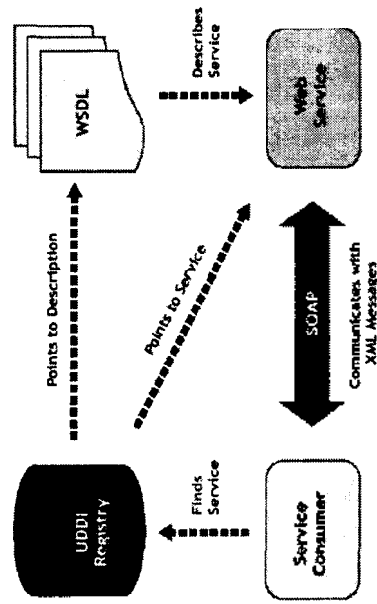 UDDI
Registry
Points to Description
WSDL
Finds
Service
Points to Service
Describes
Service
Service
Consumer
SOAP
Communicates with
XML Messages
Web
Service